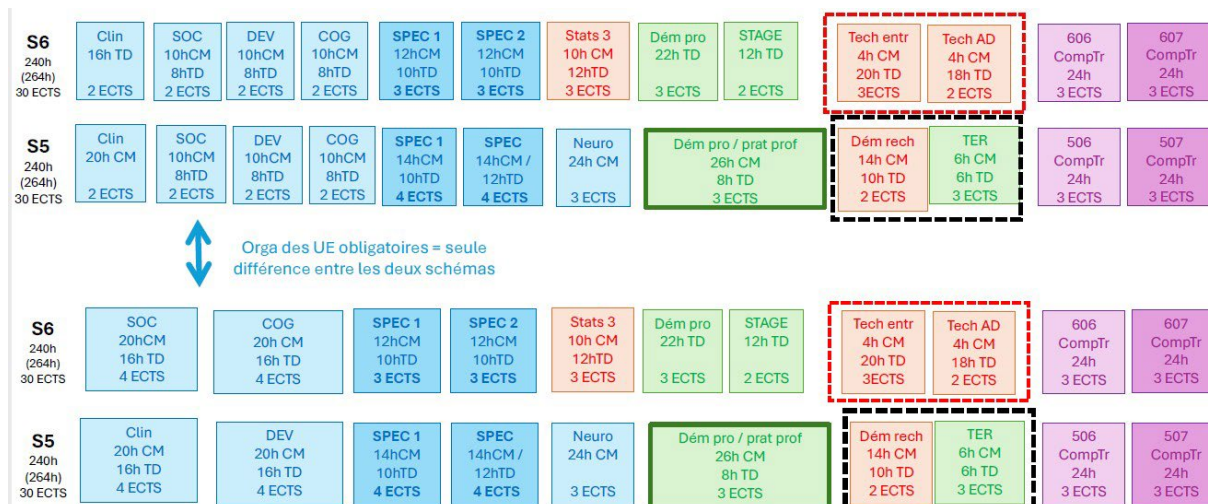 S6
240h
(264h)
30 ECTS
Clin
16h TD
2 ECTS
SOC
10hCM
8hTD
2 ECTS
DEV
10hCM
8hTD
2 ECTS
COG
10hCM
8hTD
2 ECTS
SPEC 1
12hCM
10hTD
3 ECTS
SPEC 2
12hCM
10hTD
3 ECTS
Stats 3
10h CM
12hTD
3 ECTS
Dém pro
22h TD
3 ECTS
STAGE
12h TD
2 ECTS
Tech entr
4h CM
20h TD
3ECTS
Tech AD
4h CM
18h TD
2 ECTS
606
CompTr
24h
3 ECTS
607
CompTr
24h
3 ECTS
S5
240h
(264h)
30 ECTS
Clin
20h CM
2 ECTS
SOC
10hCM
8hTD
2 ECTS
DEV
10hCM
8hTD
2 ECTS
COG
10hCM
8hTD
2 ECTS
SPEC 1
14hCM
10hTD
4 ECTS
SPEC
14hCM /
12hTD
4 ECTS
Neuro
24h CM
3 ECTS
Dém pro / prat prof
26h CM
8h TD
3 ECTS
Dém rech
14h CM
10h TD
2 ECTS
TER
6h CM
6h TD
3 ECTS
506
CompTr
24h
3 ECTS
507
CompTr
24h
3 ECTS
Orga des UE obligatoires = seule
différence entre les deux schémas
S6
240h
(264h)
30 ECTS
SOC
20hCM
16h TD
4 ECTS
COG
20h CM
16h TD
4 ECTS
SPEC 1
12hCM
10hTD
3 ECTS
SPEC 2
12hCM
10hTD
3 ECTS
Stats 3
10h CM
12hTD
3 ECTS
Dém pro
22h TD
3 ECTS
STAGE
12h TD
2 ECTS
Tech entr
4h CM
20h TD
3ECTS
Tech AD
4h CM
18h TD
2 ECTS
606
CompTr
24h
3 ECTS
607
CompTr
24h
3 ECTS
S5
240h
(264h)
30 ECTS
Clin
20h CM
16h TD
4 ECTS
DEV
20h CM
16h TD
4 ECTS
SPEC 1
14hCM
10hTD
4 ECTS
SPEC
14hCM /
12hTD
4 ECTS
Neuro
24h CM
3 ECTS
Dém pro / prat prof
26h CM
8h TD
3 ECTS
Dém rech
14h CM
10h TD
2 ECTS
TER
6h CM
6h TD
3 ECTS
506
CompTr
24h
3 ECTS
507
CompTr
24h
3 ECTS